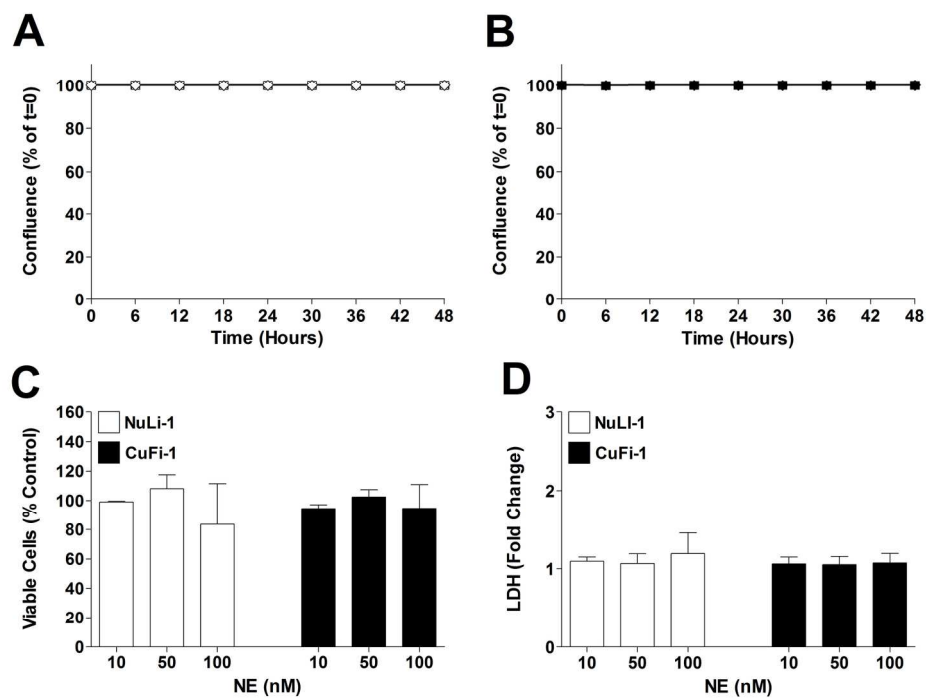 A
B
Confluence (% of t=0)
100
80
60
40
20
0
0 6 12 18 24 30 36 42 48
Time (Hours)
Confluence (% of t=0)
100
80
60
40
20
0
0 6 12 18 24 30 36 42 48
Time (Hours)
C
D
Viable Cells (% Control)
160
140
120
100
80
60
40
20
0
NuLi-1
CuFi-1
10 50 100 10 50 100
NE (nM)
LDH (Fold Change)
3
2
1
0
NuLI-1
CuFi-1
10 50 100 10 50 100
NE (nM)